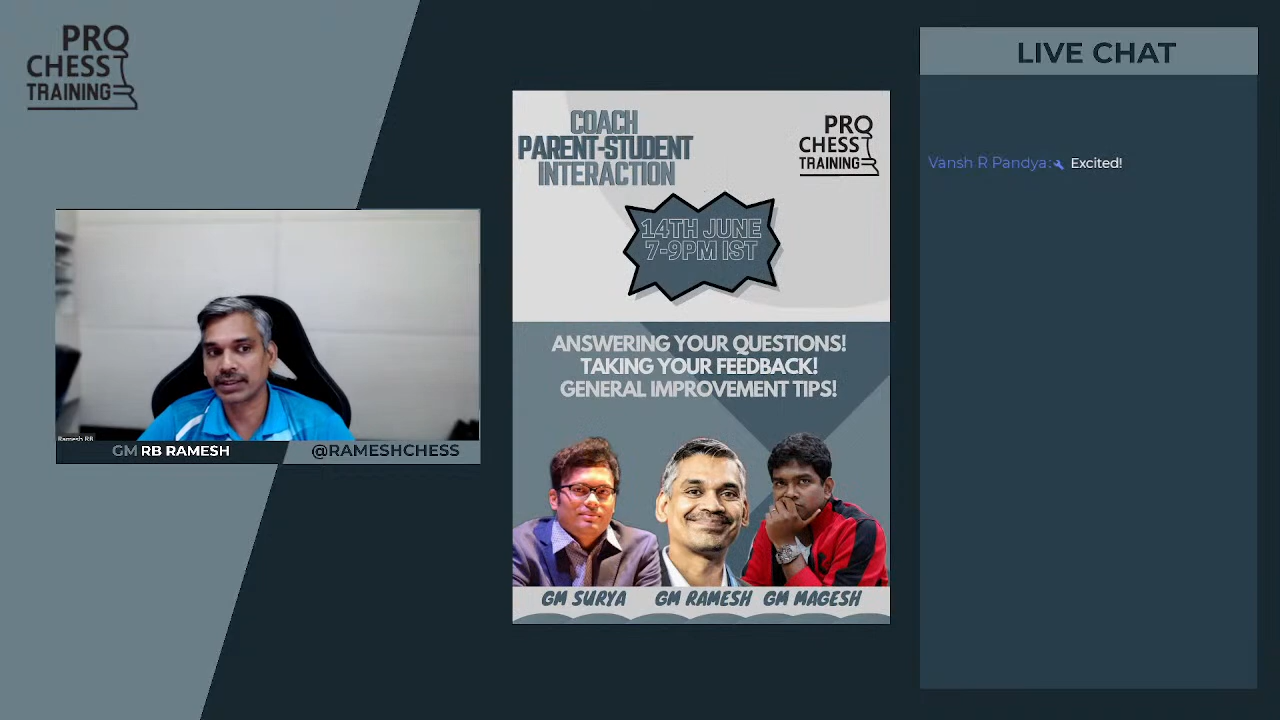 PRO
CHESS
TRAINING
Ramesh RB
GM RB RAMESH
@RAMESHCHESS
COACH
PARENT-STUDENT
INTERACTION
PRO
CHESS
TRAINING
14TH JUNE
7-9PM IST
ANSWERING YOUR QUESTIONS!
TAKING YOUR FEEDBACK!
GENERAL IMPROVEMENT TIPS!
GM SURYA
GM RAMESH
GM MAGESH
LIVE CHAT
Vansh R Pandya: Excited!